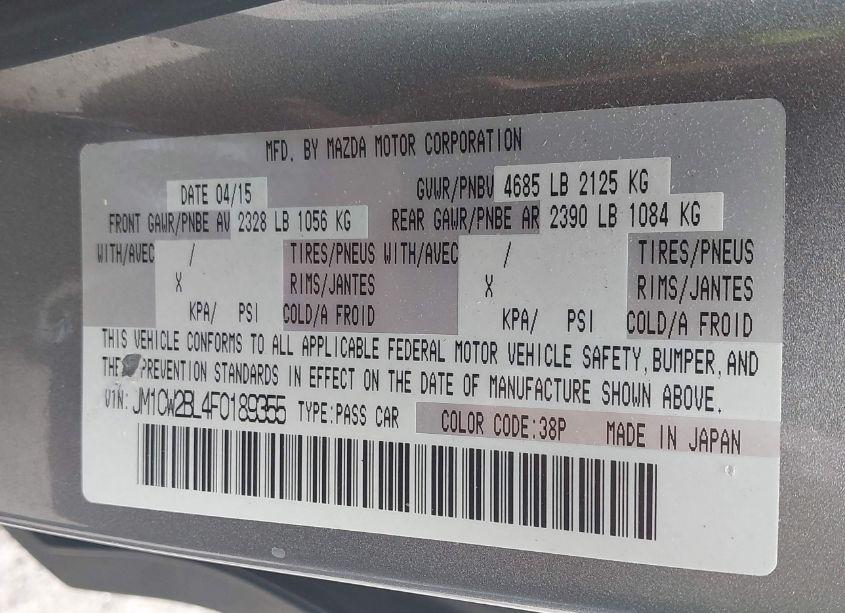 MFD. BY MAZDA MOTOR CORPORATION
DATE 04/15 GVWR/PNBV 4685 LB 2125 KG
FRONT GAWR/PNBE AV 2328 LB 1056 KG REAR GAWR/PNBE AR 2390 LB 1084 KG
WITH/AVEC / TIRES/PNEUS WITH/AVEC / TIRES/PNEUS
X RIMS/JANTES X RIMS/JANTES
KPA/ PSI COLD/A FROID KPA/ PSI COLD/A FROID
THIS VEHICLE CONFORMS TO ALL APPLICABLE FEDERAL MOTOR VEHICLE SAFETY, BUMPER, AND
PREVENTION STANDARDS IN EFFECT ON THE DATE OF MANUFACTURE SHOWN ABOVE.
VIN: JM1CW2BL4F0189355 TYPE:PASS CAR COLOR CODE:38P MADE IN JAPAN